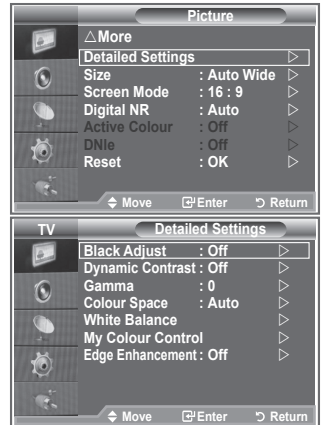 Picture
△More
Detailed Settings
Size : Auto Wide
Screen Mode : 16 : 9
Digital NR : Auto
Active Colour : Off
DNIe : Off
Reset : OK
Move Enter Return
TV Detailed Settings
Black Adjust : Off
Dynamic Contrast : Off
Gamma : 0
Colour Space : Auto
White Balance
My Colour Control
Edge Enhancement : Off
Move Enter Return